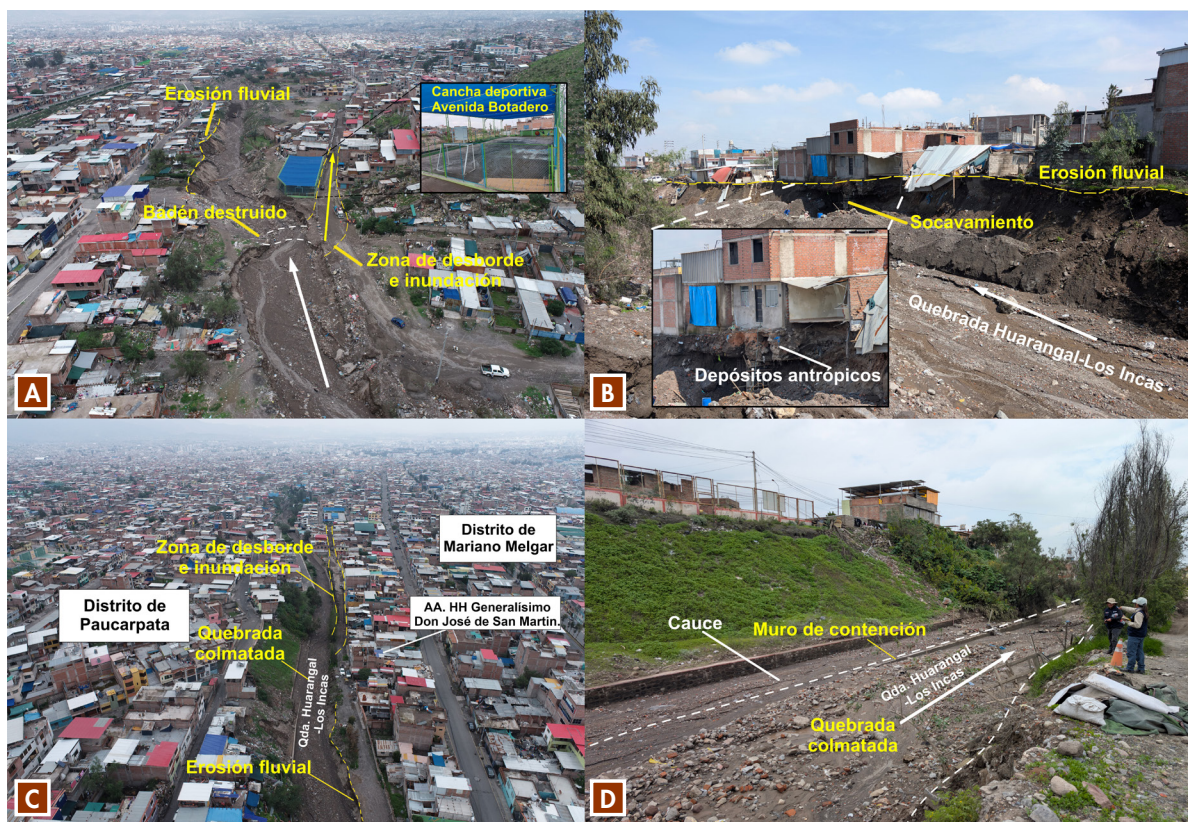 Erosión fluvial
Cancha deportiva
Avenida Botadero
Badén destruido
Zona de desborde
e inundación
A
Erosión fluvial
Socavamiento
Quebrada Huarangal-Los Incas
Depósitos antrópicos
B
Zona de desborde
e inundación
Distrito de
Mariano Melgar
Distrito de
Paucarpata
AA. HH Generalísimo
Don José de San Martin.
Quebrada
colmatada
Qda. Huarangal
-Los Incas
Erosión fluvial
C
Cauce
Muro de contención
Qda. Huarangal
-Los Incas
Quebrada
colmatada
D